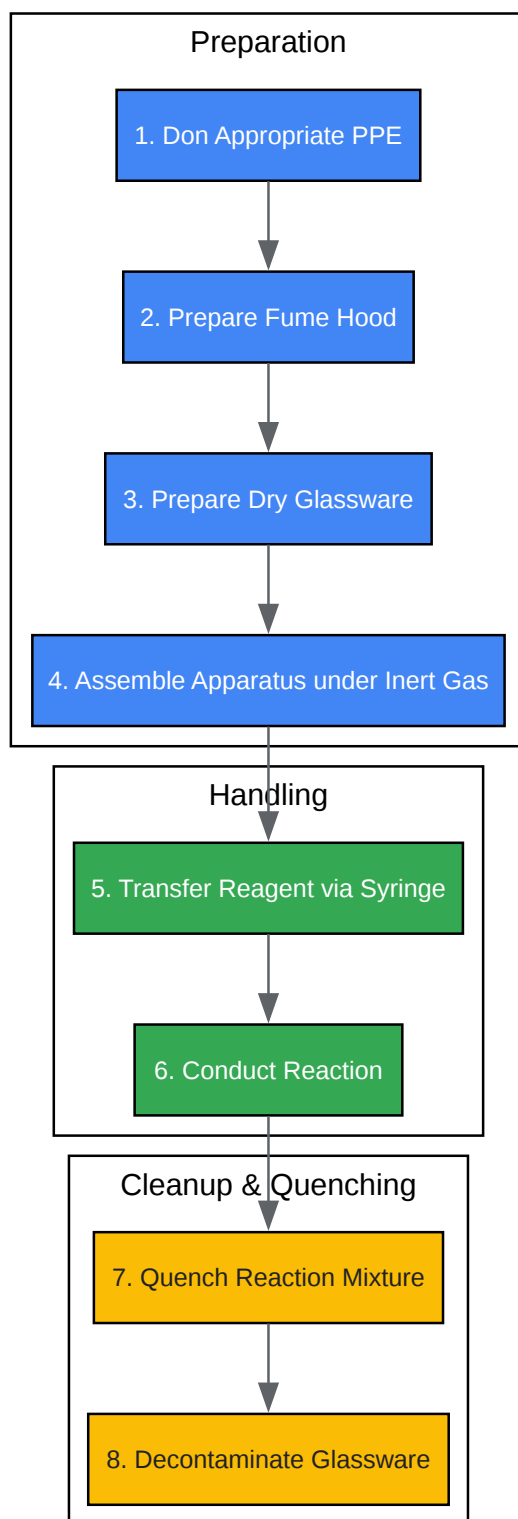 Preparation
1. Don Appropriate PPE
2. Prepare Fume Hood
3. Prepare Dry Glassware
4. Assemble Apparatus under Inert Gas
Handling
5. Transfer Reagent via Syringe
6. Conduct Reaction
Cleanup & Quenching
7. Quench Reaction Mixture
8. Decontaminate Glassware